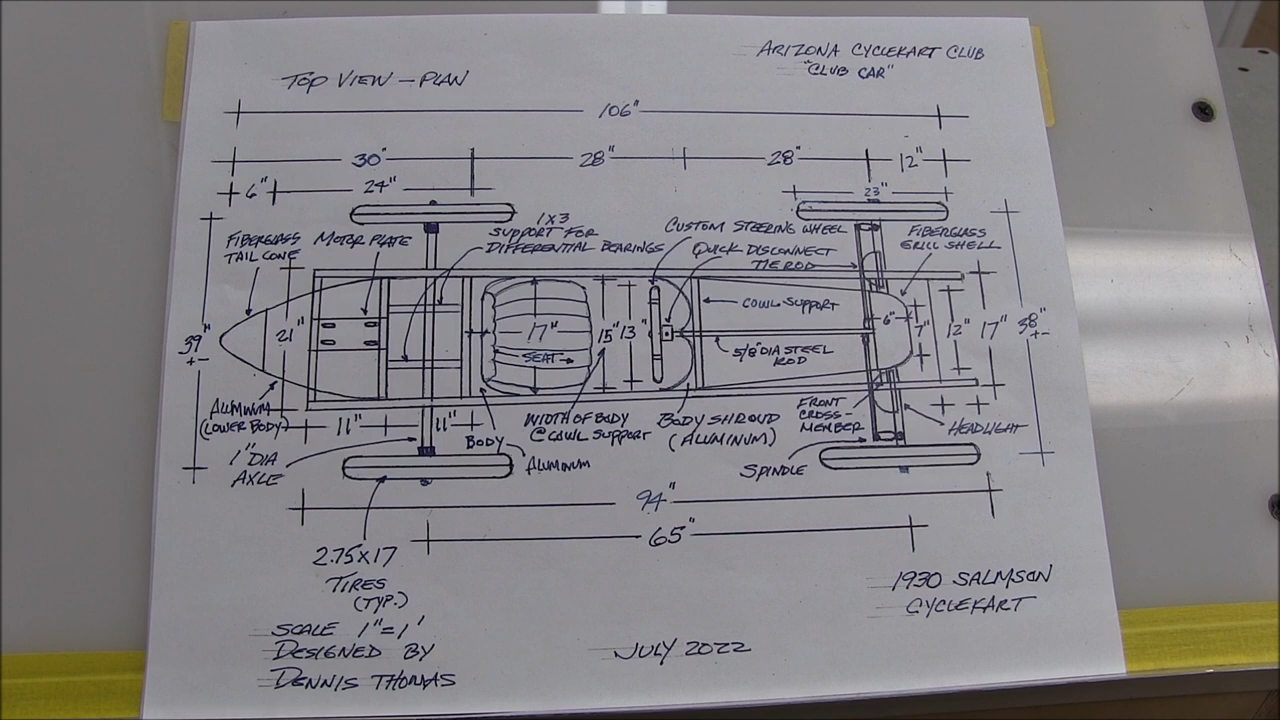 ARIZONA CYCLEKART CLUB
"CLUB CAR"
TOP VIEW - PLAN
106"
30"
28"
28"
12"
6"
24"
23"
1X3
SUPPORT FOR
DIFFERENTIAL BEARINGS
CUSTOM STEERING WHEEL
QUICK DISCONNECT
TIE ROD
FIBERGLASS
GRILL SHELL
FIBERGLASS
TAIL CONE
MOTOR PLATE
COWL SUPPORT
39"
+-
21"
17"
SEAT
15"
13"
5/8" DIA STEEL
ROD
6"
7"
12"
17"
38"
+-
ALUMINUM
(LOWER BODY)
11"
11"
1" DIA
AXLE
BODY
ALUMINUM
WIDTH OF BODY
@ COWL SUPPORT
BODY SHROUD
(ALUMINUM)
FRONT
CROSS-
MEMBER
HEADLIGHT
SPINDLE
94"
65"
2.75X17
TIRES
(TYP.)
1930 SALMSON
CYCLEKART
SCALE 1"=1'
DESIGNED BY
DENNIS THOMAS
JULY 2022